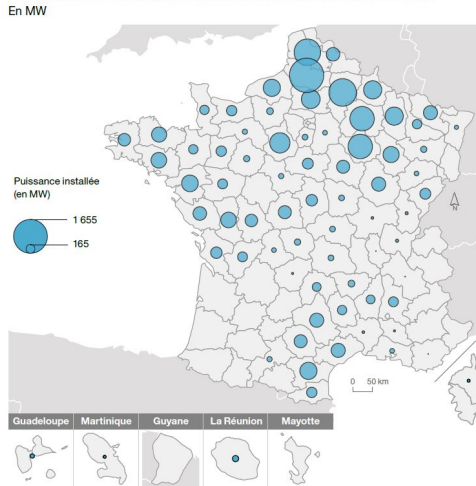 En MW
Puissance installée
(en MW)
1 655
165
N
0 50 km
Guadeloupe Martinique Guyane La Réunion Mayotte